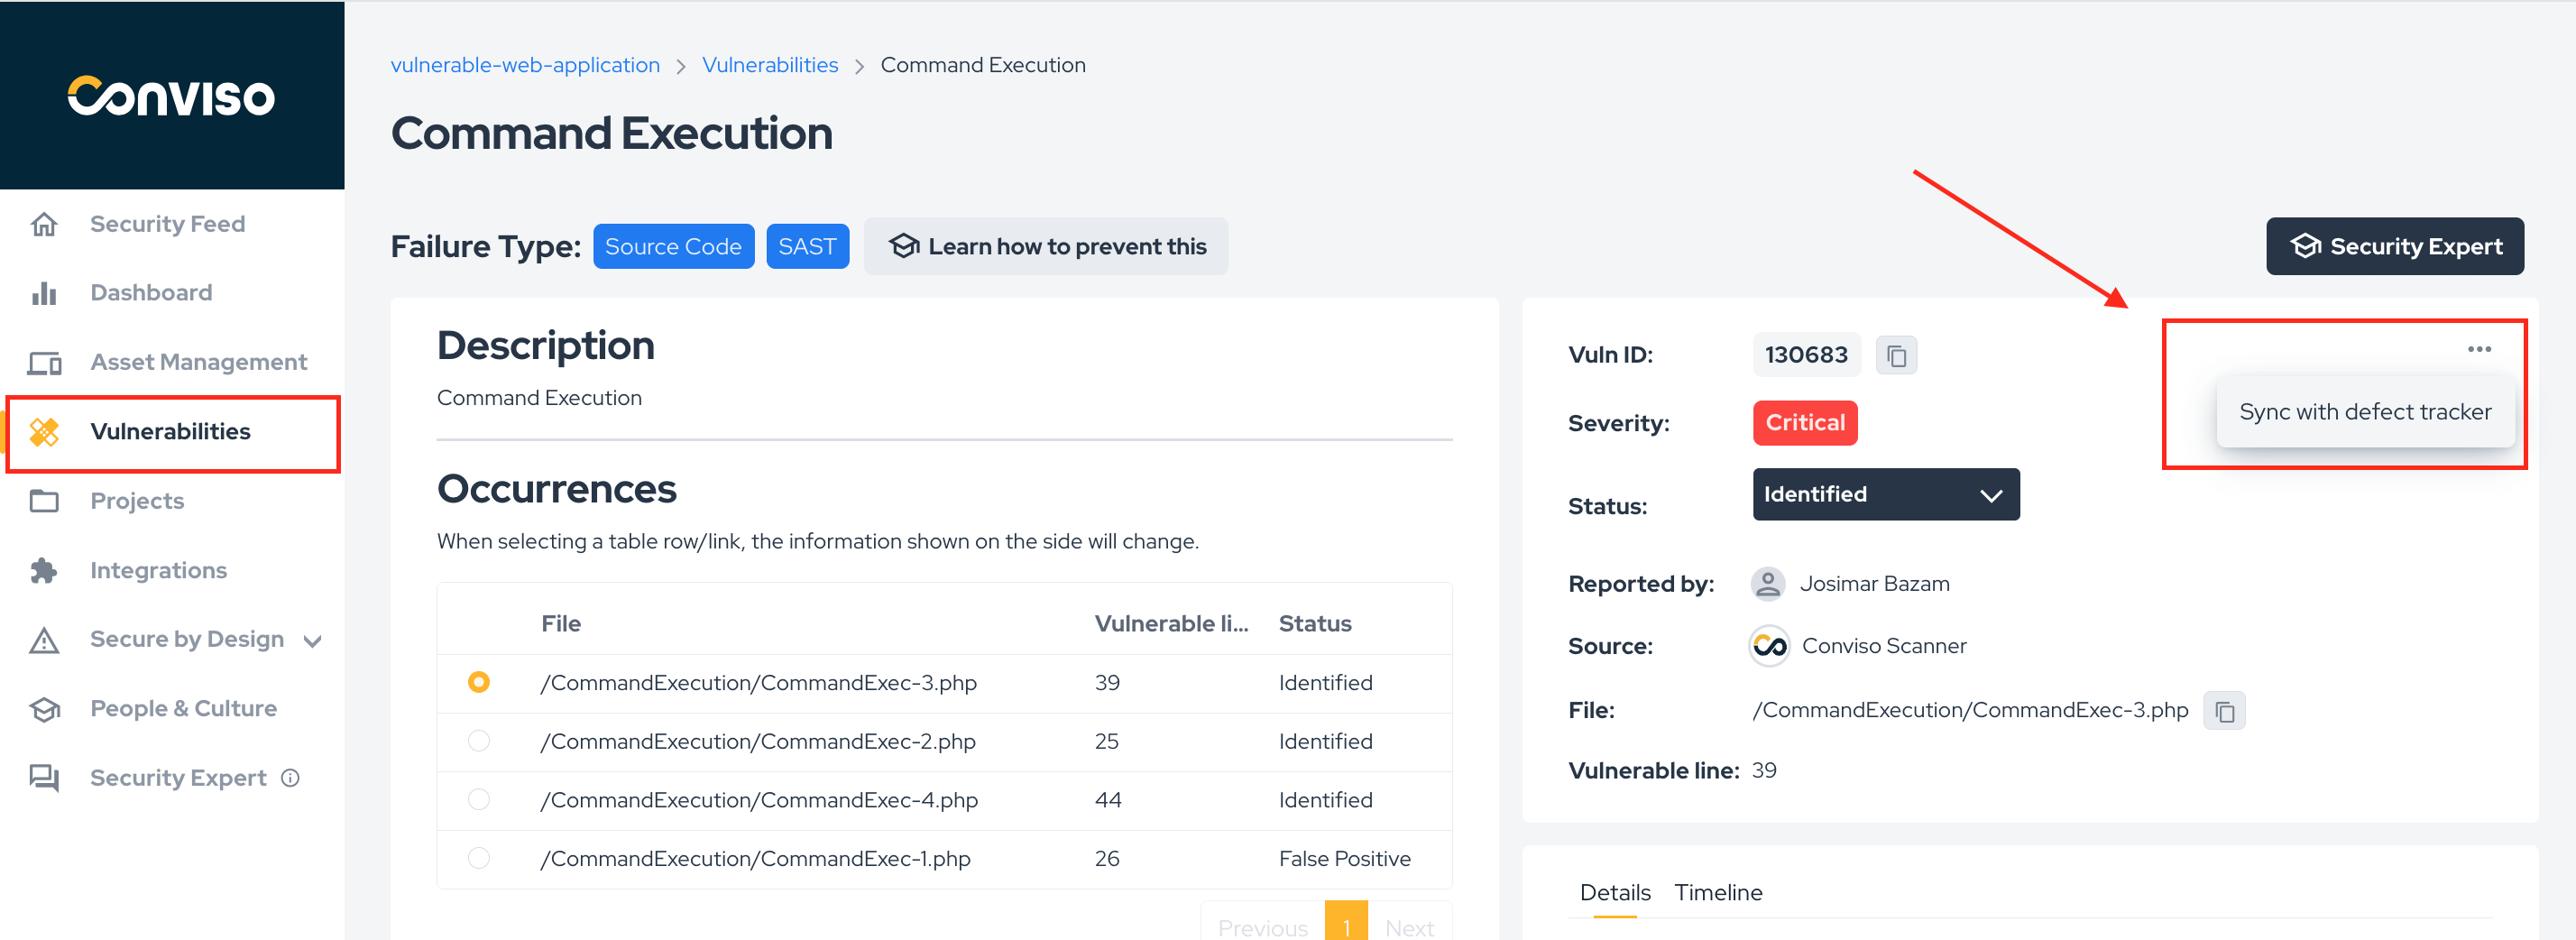 Conviso
Security Feed
Dashboard
Asset Management
Vulnerabilities
Projects
Integrations
Secure by Design
People & Culture
Security Expert
vulnerable-web-application > Vulnerabilities > Command Execution
Command Execution
Failure Type: Source Code SAST Learn how to prevent this
Security Expert
Description
Command Execution
Occurrences
When selecting a table row/link, the information shown on the side will change.
File Vulnerable li... Status
/CommandExecution/CommandExec-3.php 39 Identified
/CommandExecution/CommandExec-2.php 25 Identified
/CommandExecution/CommandExec-4.php 44 Identified
/CommandExecution/CommandExec-1.php 26 False Positive
Previous 1 Next
Vuln ID: 130683
Sync with defect tracker
Severity: Critical
Status: Identified
Reported by: Josimar Bazam
Source: Conviso Scanner
File: /CommandExecution/CommandExec-3.php
Vulnerable line: 39
Details Timeline